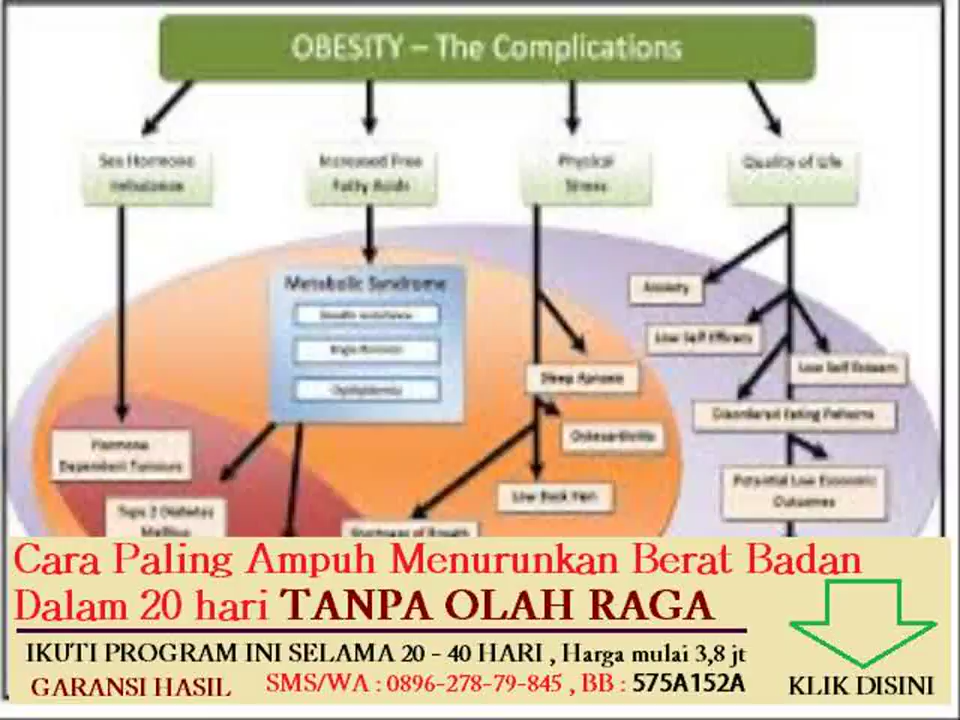 OBESITY – The Complications
Sex Hormone
Imbalance
Increased Free
Fatty Acids
Physical
Stress
Quality of Life
Metabolic Syndrome
Anxiety
Low Self Efficacy
Low Self Esteem
Sleep Apnoea
Disordered Eating Patterns
Osteoarthritis
Hormone
Dependent Tumours
Low Back Pain
Potential Low Economic
Outcomes
Type 2 Diabetes
Mellitus
Shortness of Breath
Cara Paling Ampuh Menurunkan Berat Badan
Dalam 20 hari TANPA OLAH RAGA
IKUTI PROGRAM INI SELAMA 20 - 40 HARI , Harga mulai 3,8 jt
GARANSI HASIL SMS/WA : 0896-278-79-845 , BB : 575A152A
KLIK DISINI